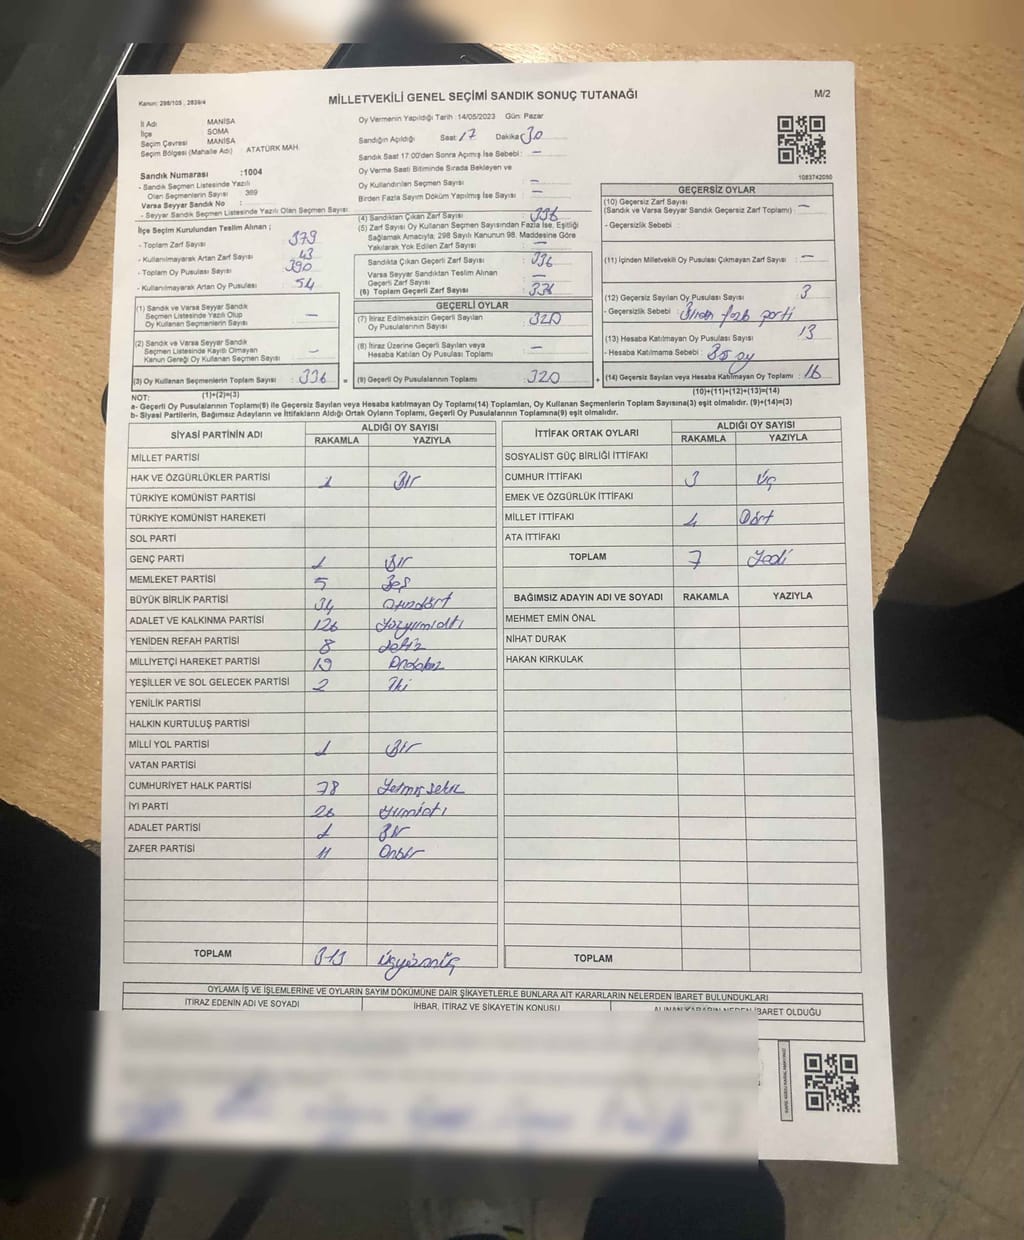 Kanun: 298/105 , 2839/4
MİLLETVEKİLİ GENEL SEÇİMİ SANDIK SONUÇ TUTANAĞI
M/2
İl Adı MANİSA
İlçe SOMA
Seçim Çevresi MANİSA
Seçim Bölgesi (Mahalle Adı) : ATATÜRK MAH.
Sandık Numarası :1004
- Sandık Seçmen Listesinde Yazılı
Olan Seçmenlerin Sayısı 369
Varsa Seyyar Sandık No :
- Seyyar Sandık Seçmen Listesinde Yazılı Olan Seçmen Sayısı:
İlçe Seçim Kurulundan Teslim Alınan ;
- Toplam Zarf Sayısı 379
- Kullanılmayarak Artan Zarf Sayısı 43
- Toplam Oy Pusulası Sayısı 390
- Kullanılmayarak Artan Oy Pusulası 54
(1) Sandık ve Varsa Seyyar Sandık
Seçmen Listesinde Yazılı Olup
Oy Kullanan Seçmenlerin Sayısı : —
(2) Sandık ve Varsa Seyyar Sandık
Seçmen Listesinde Kayıtlı Olmayan
Kanun Gereği Oy Kullanan Seçmen Sayısı : —
(3) Oy Kullanan Seçmenlerin Toplam Sayısı : 336 =
(1)+(2)=(3)
Oy Vermenin Yapıldığı Tarih :14/05/2023 Gün: Pazar
Sandığın Açıldığı Saat: 17 Dakika: 30
Sandık Saat 17:00'den Sonra Açımış İse Sebebi : —
Oy Verme Saati Bitiminde Sırada Bekleyen ve
Oy Kullandırılan Seçmen Sayısı : —
Birden Fazla Sayım Döküm Yapılmış İse Sayısı : —
(4) Sandıktan Çıkan Zarf Sayısı : 336
(5) Zarf Sayısı Oy Kullanan Seçmen Sayısından Fazla İse, Eşitliği
Sağlamak Amacıyla; 298 Sayılı Kanunun 98. Maddesine Göre
Yakılarak Yok Edilen Zarf Sayısı : —
Sandıkta Çıkan Geçerli Zarf Sayısı : 336
Varsa Seyyar Sandıktan Teslim Alınan
Geçerli Zarf Sayısı : —
(6) Toplam Geçerli Zarf Sayısı : 336
GEÇERLİ OYLAR
(7) İtiraz Edilmeksizin Geçerli Sayılan
Oy Pusulalarının Sayısı : 320
(8) İtiraz Üzerine Geçerli Sayılan veya
Hesaba Katılan Oy Pusulası Toplamı : —
(9) Geçerli Oy Pusulalarının Toplamı : 320 +
1083742050
GEÇERSİZ OYLAR
(10) Geçersiz Zarf Sayısı
(Sandık ve Varsa Seyyar Sandık Geçersiz Zarf Toplamı) : —
- Geçersizlik Sebebi :
(11) İçinden Milletvekili Oy Pusulası Çıkmayan Zarf Sayısı : —
(12) Geçersiz Sayılan Oy Pusulası Sayısı : 3
- Geçersizlik Sebebi : Birden fazla parti
(13) Hesaba Katılmayan Oy Pusulası Sayısı : 13
- Hesaba Katılmama Sebebi : Boş oy
(14) Geçersiz Sayılan veya Hesaba Katılmayan Oy Toplamı : 16
(10)+(11)+(12)+(13)=(14)
NOT:
a- Geçerli Oy Pusulalarının Toplamı(9) ile Geçersiz Sayılan veya Hesaba katılmayan Oy Toplamı(14) Toplamları, Oy Kullanan Seçmenlerin Toplam Sayısına(3) eşit olmalıdır. (9)+(14)=(3)
b- Siyasi Partilerin, Bağımsız Adayların ve İttifakların Aldığı Ortak Oyların Toplamı, Geçerli Oy Pusulalarının Toplamına(9) eşit olmalıdır.
SİYASİ PARTİNİN ADI ALDIĞI OY SAYISI
RAKAMLA YAZIYLA
MİLLET PARTİSİ
HAK VE ÖZGÜRLÜKLER PARTİSİ 1 Bir
TÜRKİYE KOMÜNİST PARTİSİ
TÜRKİYE KOMÜNİST HAREKETİ
SOL PARTİ
GENÇ PARTİ 1 Bir
MEMLEKET PARTİSİ 5 Beş
BÜYÜK BİRLİK PARTİSİ 34 otuzdört
ADALET VE KALKINMA PARTİSİ 126 yüzyirmialtı
YENİDEN REFAH PARTİSİ 8 sekiz
MİLLİYETÇİ HAREKET PARTİSİ 19 Ondokuz
YEŞİLLER VE SOL GELECEK PARTİSİ 2 İki
YENİLİK PARTİSİ
HALKIN KURTULUŞ PARTİSİ
MİLLİ YOL PARTİSİ 1 Bir
VATAN PARTİSİ
CUMHURİYET HALK PARTİSİ 78 Yetmiş sekiz
İYİ PARTİ 26 yirmialtı
ADALET PARTİSİ 1 Bir
ZAFER PARTİSİ 11 Onbir
TOPLAM 313 üçyüzonüç
İTTİFAK ORTAK OYLARI ALDIĞI OY SAYISI
RAKAMLA YAZIYLA
SOSYALİST GÜÇ BİRLİĞİ İTTİFAKI
CUMHUR İTTİFAKI 3 Üç
EMEK VE ÖZGÜRLÜK İTTİFAKI
MİLLET İTTİFAKI 4 Dört
ATA İTTİFAKI
TOPLAM 7 Yedi
BAĞIMSIZ ADAYIN ADI VE SOYADI RAKAMLA YAZIYLA
MEHMET EMİN ÖNAL
NİHAT DURAK
HAKAN KIRKULAK
TOPLAM
OYLAMA İŞ VE İŞLEMLERİNE VE OYLARIN SAYIM DÖKÜMÜNE DAİR ŞİKAYETLERLE BUNLARA AİT KARARLARIN NELERDEN İBARET BULUNDUKLARI
İTİRAZ EDENİN ADI VE SOYADI İHBAR, İTİRAZ VE ŞİKAYETİN KONUSU ALINAN KARARIN NEDEN İBARET OLDUĞU